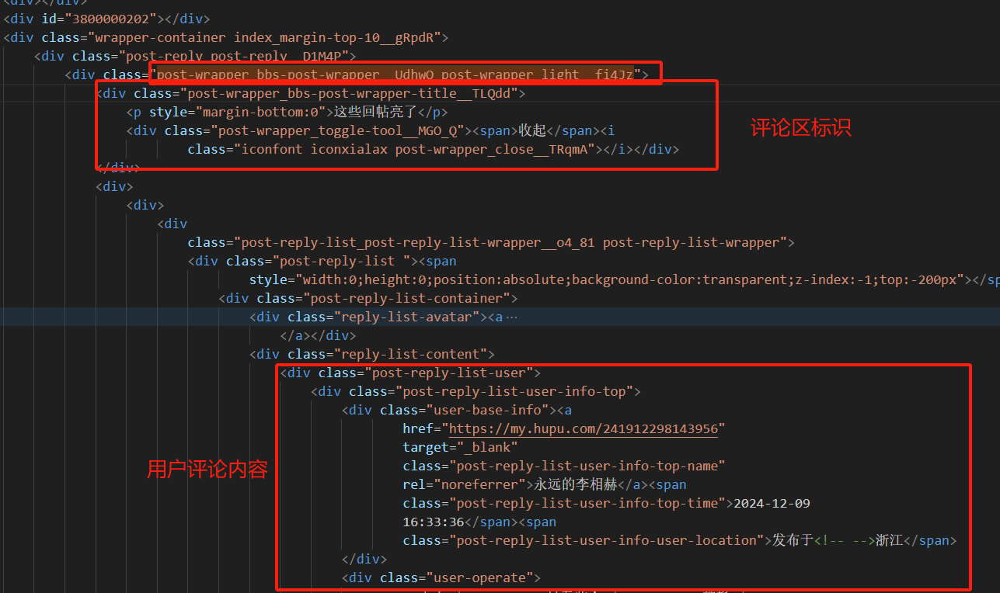 <div></div>
<div id="3800000202"></div>
<div class="wrapper-container index_margin-top-10__gRpdR">
<div class="post-reply_post-reply__D1M4P">
<div class="post-wrapper_bbs-post-wrapper__UdhwO post-wrapper_light__fi4Jz">
<div class="post-wrapper_bbs-post-wrapper-title__TLQdd">
<p style="margin-bottom:0">这些回帖亮了</p>
评论区标识
<div class="post-wrapper_toggle-tool__MGO_Q"><span>收起</span><i
class="iconfont iconxialax post-wrapper_close__TRqmA"></i></div>
</div>
<div>
<div>
<div
class="post-reply-list_post-reply-list-wrapper__o4_81 post-reply-list-wrapper">
<div class="post-reply-list "><span
style="width:0;height:0;position:absolute;background-color:transparent;z-index:-1;top:-200px"></sp
<div class="post-reply-list-container">
<div class="reply-list-avatar"><a…
</a></div>
<div class="reply-list-content">
<div class="post-reply-list-user">
<div class="post-reply-list-user-info-top">
<div class="user-base-info"><a
href="https://my.hupu.com/241912298143956"
target="_blank"
用户评论内容
class="post-reply-list-user-info-top-name"
rel="noreferrer">永远的李相赫</a><span
class="post-reply-list-user-info-top-time">2024-12-09
16:33:36</span><span
class="post-reply-list-user-info-user-location">发布于<!-- -->浙江</span>
</div>
<div class="user-operate">